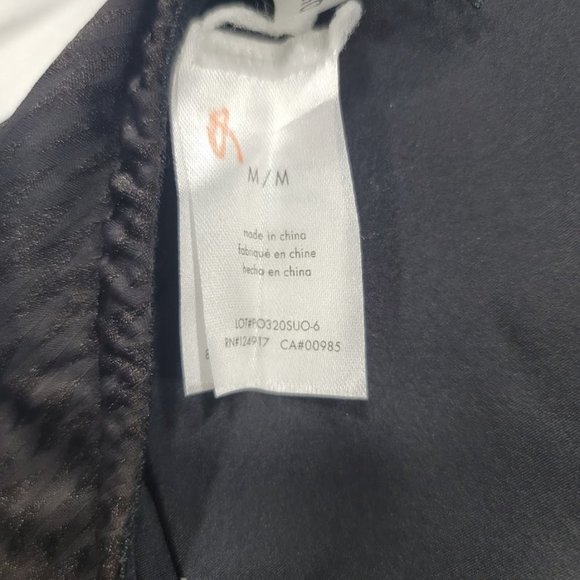 M / M
made in china
fabriqué en chine
hecho en china
LOT#PO320SUO-6
RN#124917 CA#00985